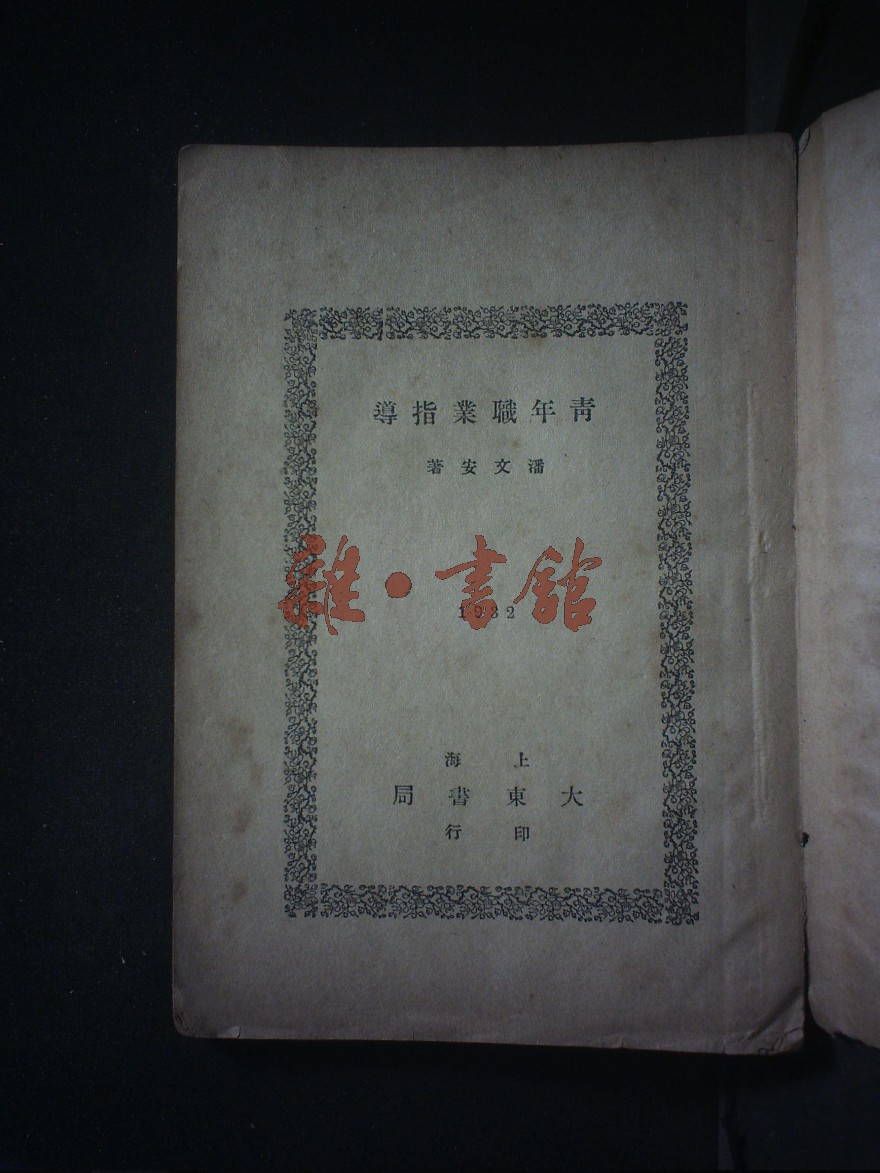 青年職業指導
潘文安著
雜·書館
1932
上海
大東書局
印行